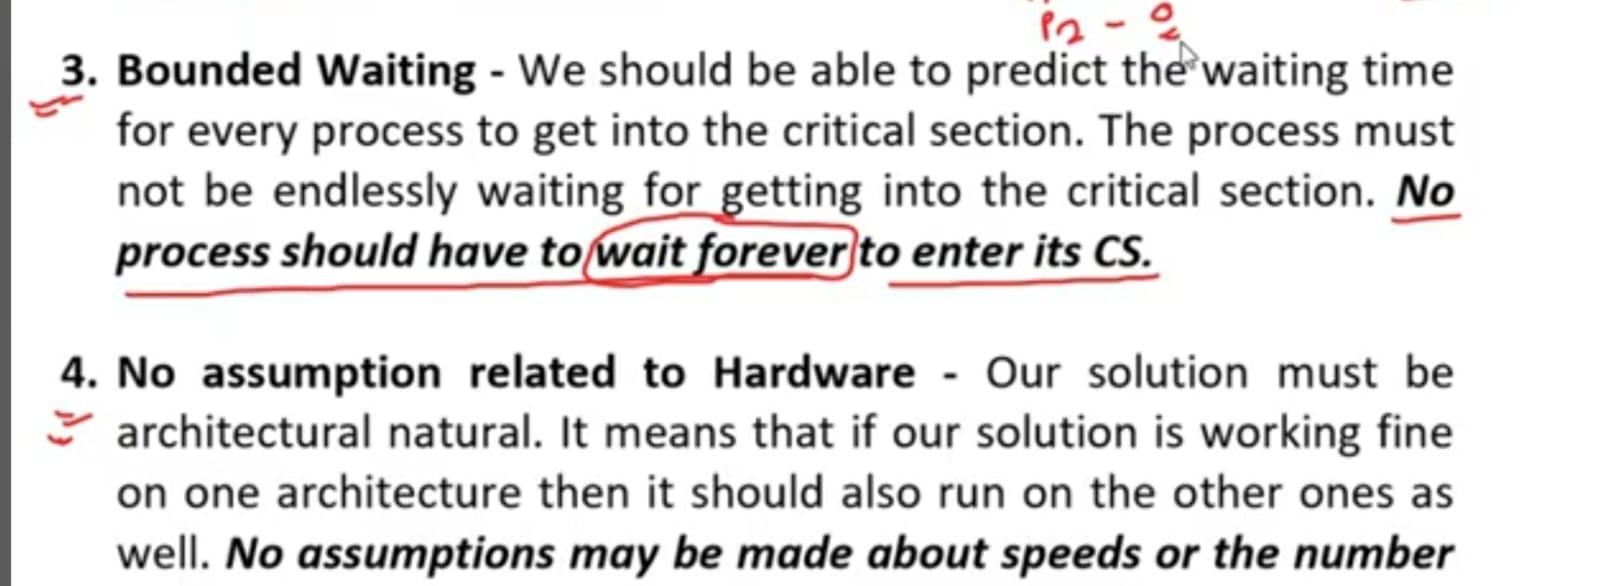 P2 - 0
3. Bounded Waiting - We should be able to predict the waiting time
for every process to get into the critical section. The process must
not be endlessly waiting for getting into the critical section. No
process should have to wait forever to enter its CS.
4. No assumption related to Hardware - Our solution must be
architectural natural. It means that if our solution is working fine
on one architecture then it should also run on the other ones as
well. No assumptions may be made about speeds or the number